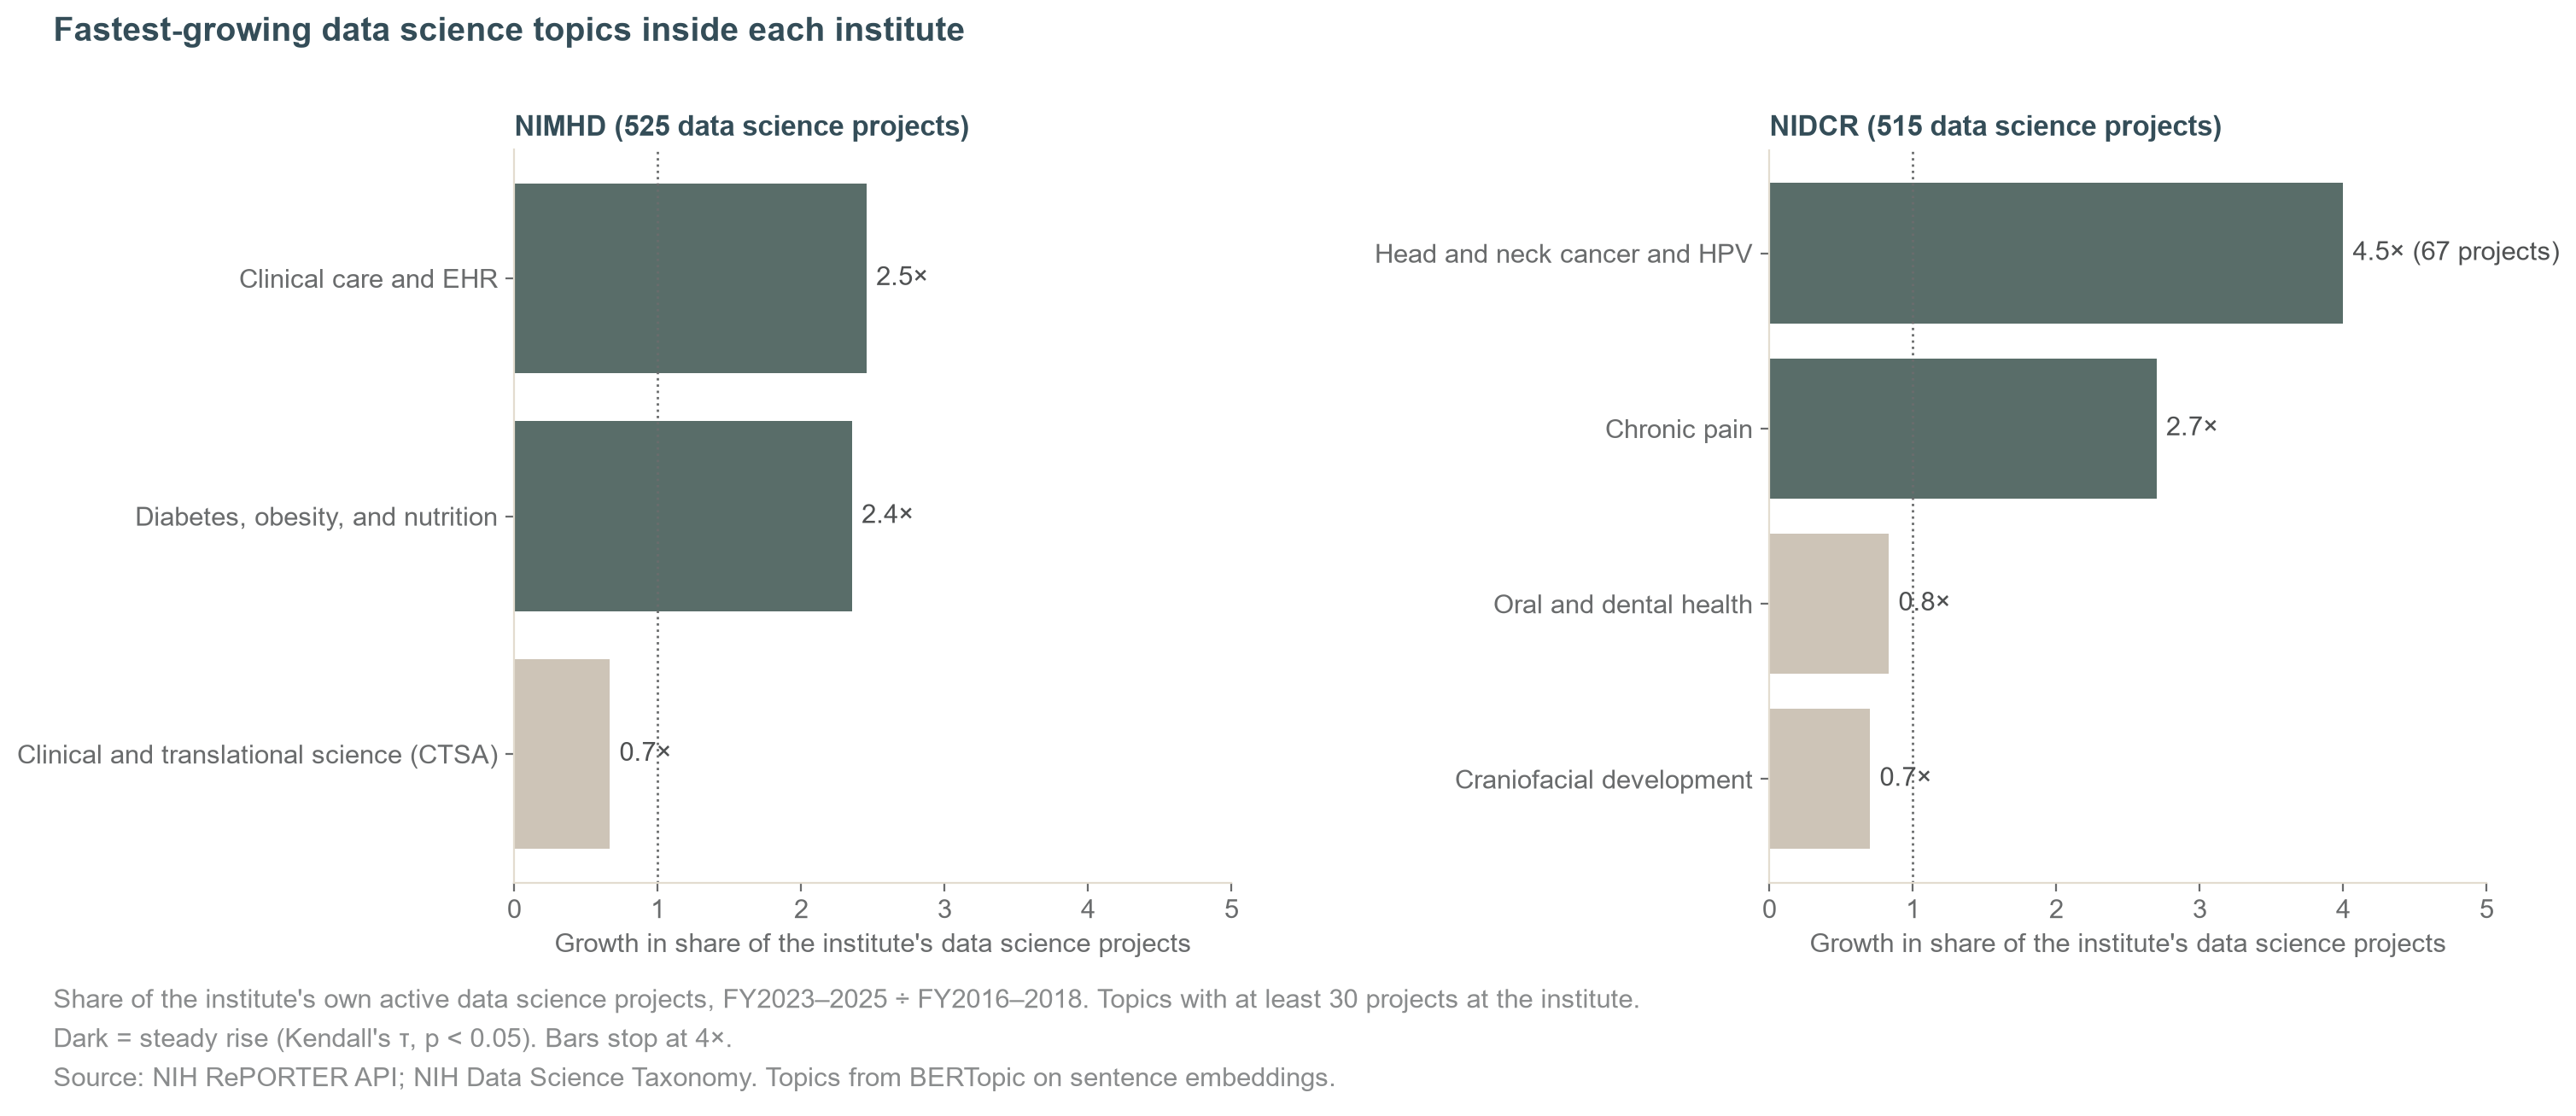 Fastest-growing data science topics inside each institute
NIMHD (525 data science projects)
Clinical care and EHR
2.5×
Diabetes, obesity, and nutrition
2.4×
Clinical and translational science (CTSA)
0.7×
0 1 2 3 4 5
Growth in share of the institute's data science projects
NIDCR (515 data science projects)
Head and neck cancer and HPV
4.5× (67 projects)
Chronic pain
2.7×
Oral and dental health
0.8×
Craniofacial development
0.7×
0 1 2 3 4 5
Growth in share of the institute's data science projects
Share of the institute's own active data science projects, FY2023–2025 ÷ FY2016–2018. Topics with at least 30 projects at the institute.
Dark = steady rise (Kendall's τ, p < 0.05). Bars stop at 4×.
Source: NIH RePORTER API; NIH Data Science Taxonomy. Topics from BERTopic on sentence embeddings.